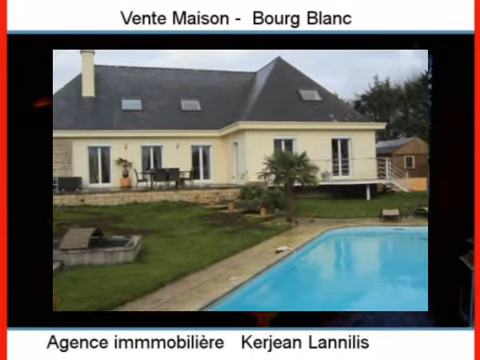 Vente Maison - Bourg Blanc
Agence immmobilière Kerjean Lannilis